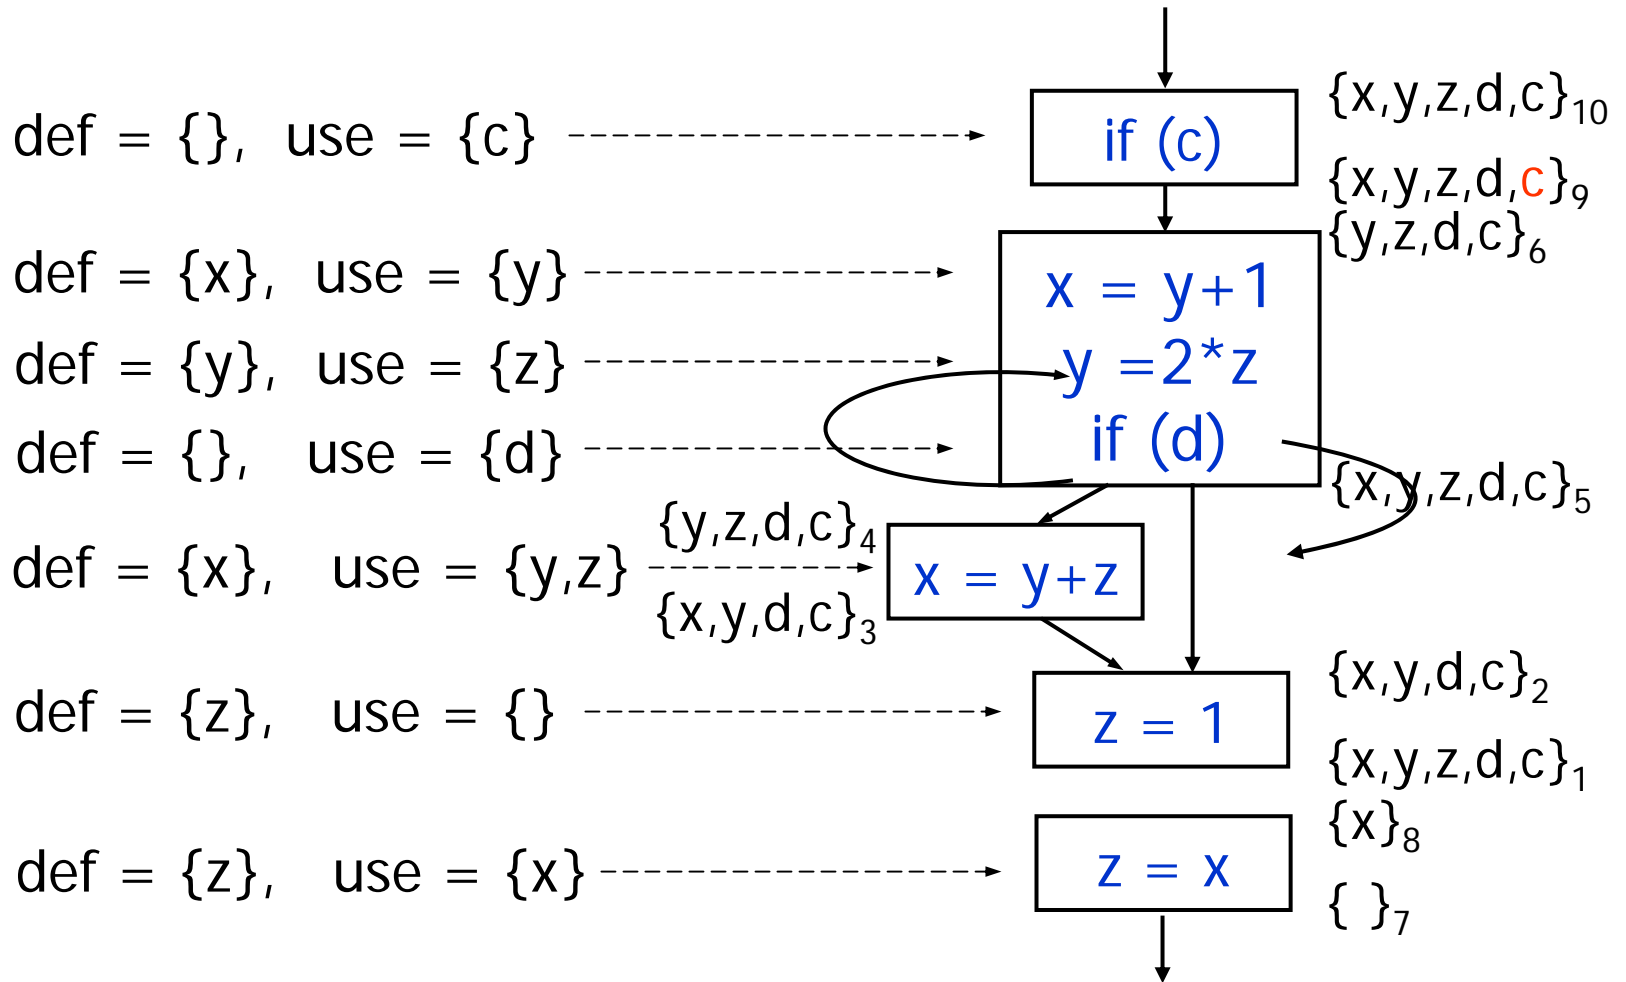 {x,y,z,d,c}10
def = {}, use = {c}
if (c)
{x,y,z,d,c}9
{y,z,d,c}6
def = {x}, use = {y}
x = y+1
def = {y}, use = {z}
y =2*z
def = {}, use = {d}
if (d)
{x,y,z,d,c}5
{y,z,d,c}4
def = {x}, use = {y,z}
x = y+z
{x,y,d,c}3
{x,y,d,c}2
def = {z}, use = {}
z = 1
{x,y,z,d,c}1
{x}8
def = {z}, use = {x}
z = x
{ }7